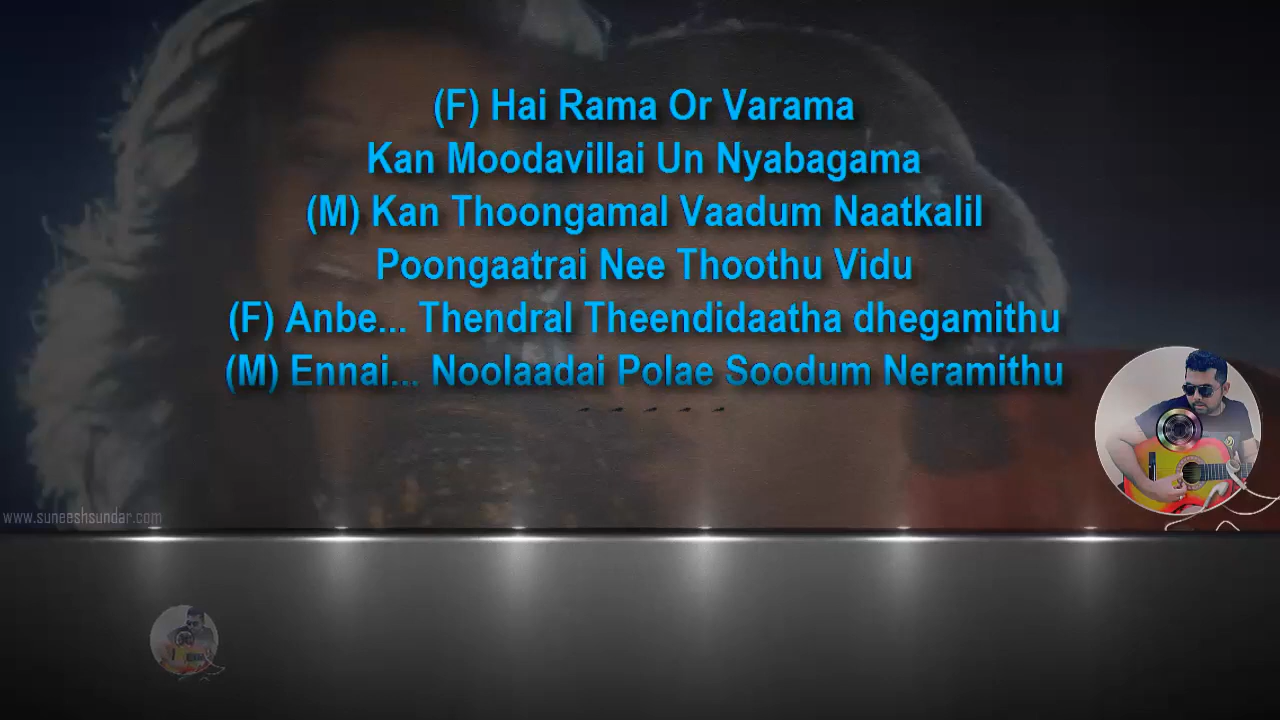 (F) Hai Rama Or Varama
Kan Moodavillai Un Nyabagama
(M) Kan Thoongamal Vaadum Naatkalil
Poongaatrai Nee Thoothu Vidu
(F) Anbe... Thendral Theendidaatha dhegamithu
(M) Ennai... Noolaadai Polae Soodum Neramithu
www.suneeshsundar.com